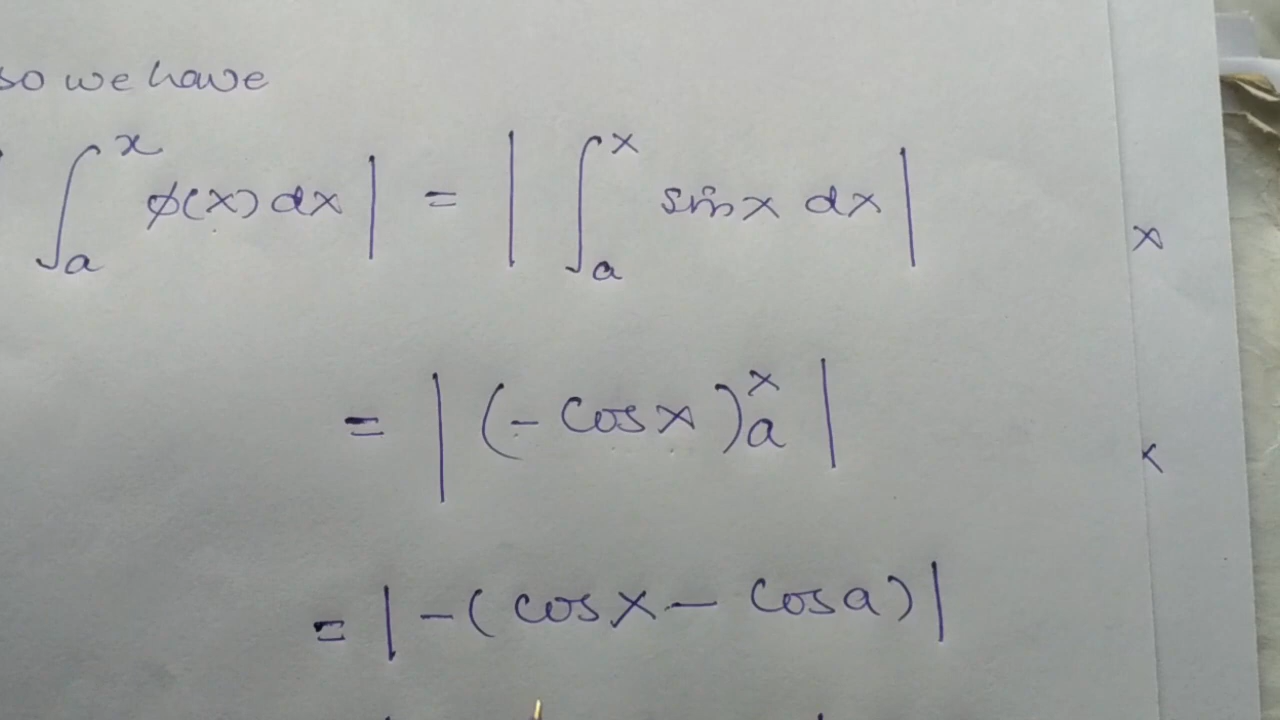 so we have
∫ₐˣ φ(x) dx | = | ∫ₐˣ sin x dx |
= | (- cos x)ₐˣ |
= | -( cos x - cos a) |